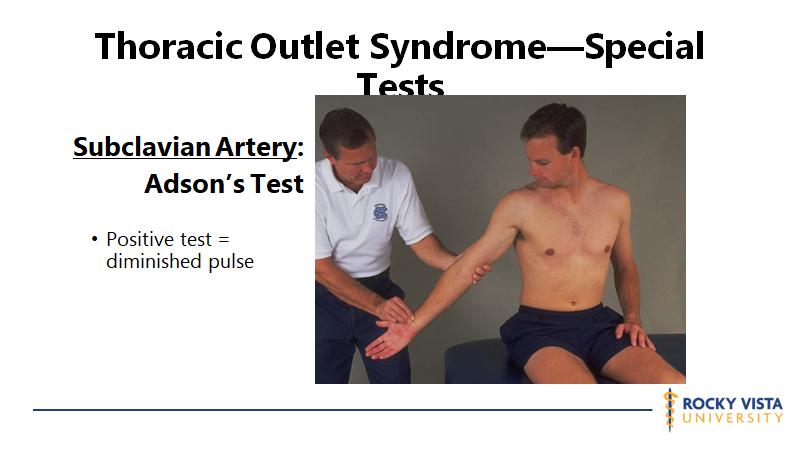 Thoracic Outlet Syndrome—Special
Tests
Subclavian Artery:
Adson's Test
• Positive test =
diminished pulse
ROCKY VISTA
UNIVERSITY